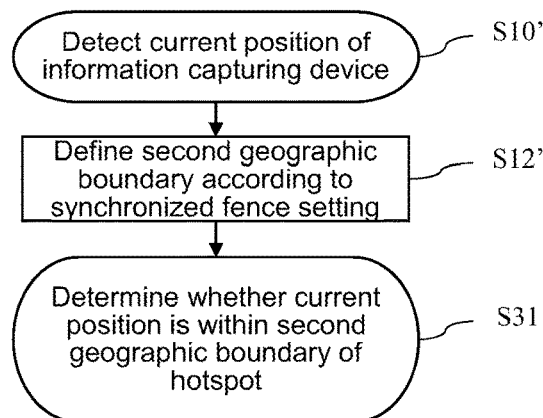 Detect current position of
information capturing device
S10'
Define second geographic
boundary according to
synchronized fence setting
S12'
Determine whether current
position is within second
geographic boundary of
hotspot
S31